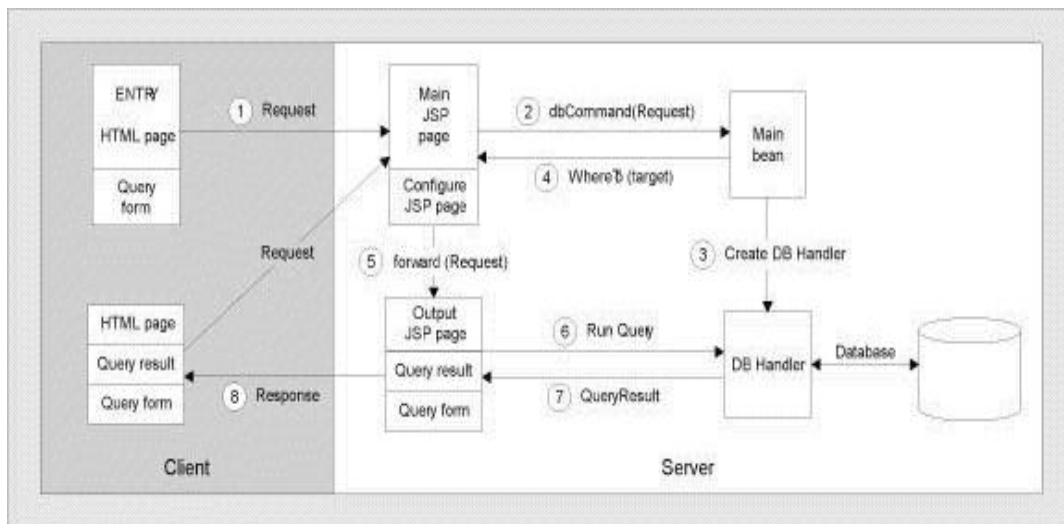 ENTRY
HTML page
Query
form
1 Request
Main
JSP
page
Configure
JSP page
2 dbCommand(Request)
4 (target)
Main
bean
Request
5 forward (Request)
3 Create DB Handler
HTML page
Query result
Query form
8 Response
Output
JSP page
Query result
Query form
6 Run Query
7 QueryResult
DB Handler
Database
Client
Server